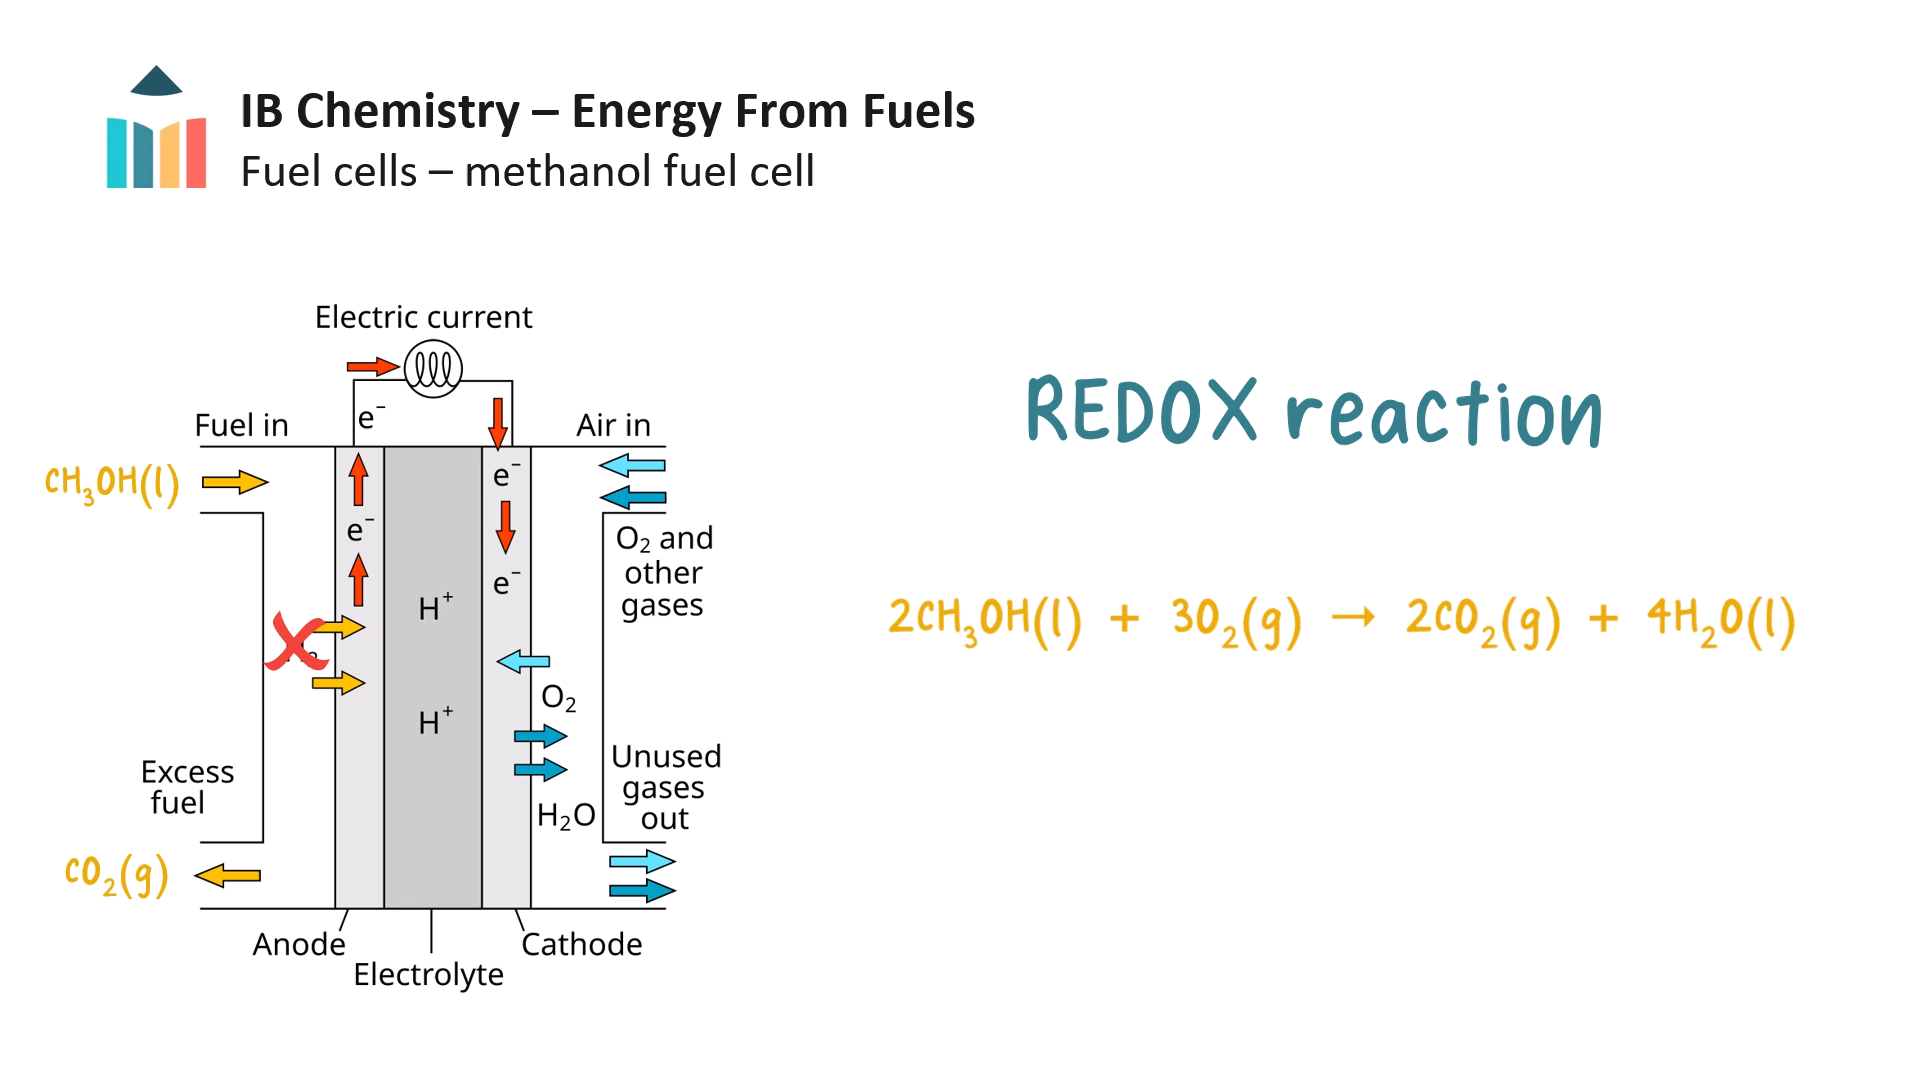 IB Chemistry – Energy From Fuels
Fuel cells – methanol fuel cell
Electric current
e⁻
Fuel in
Air in
CH₃OH(l)
e⁻
e⁻
O₂ and
other
gases
e⁻
H⁺
H⁺
O₂
Excess
fuel
H₂O
Unused
gases
out
CO₂(g)
Anode
Cathode
Electrolyte
REDOX reaction
2CH₃OH(l) + 3O₂(g) → 2CO₂(g) + 4H₂O(l)